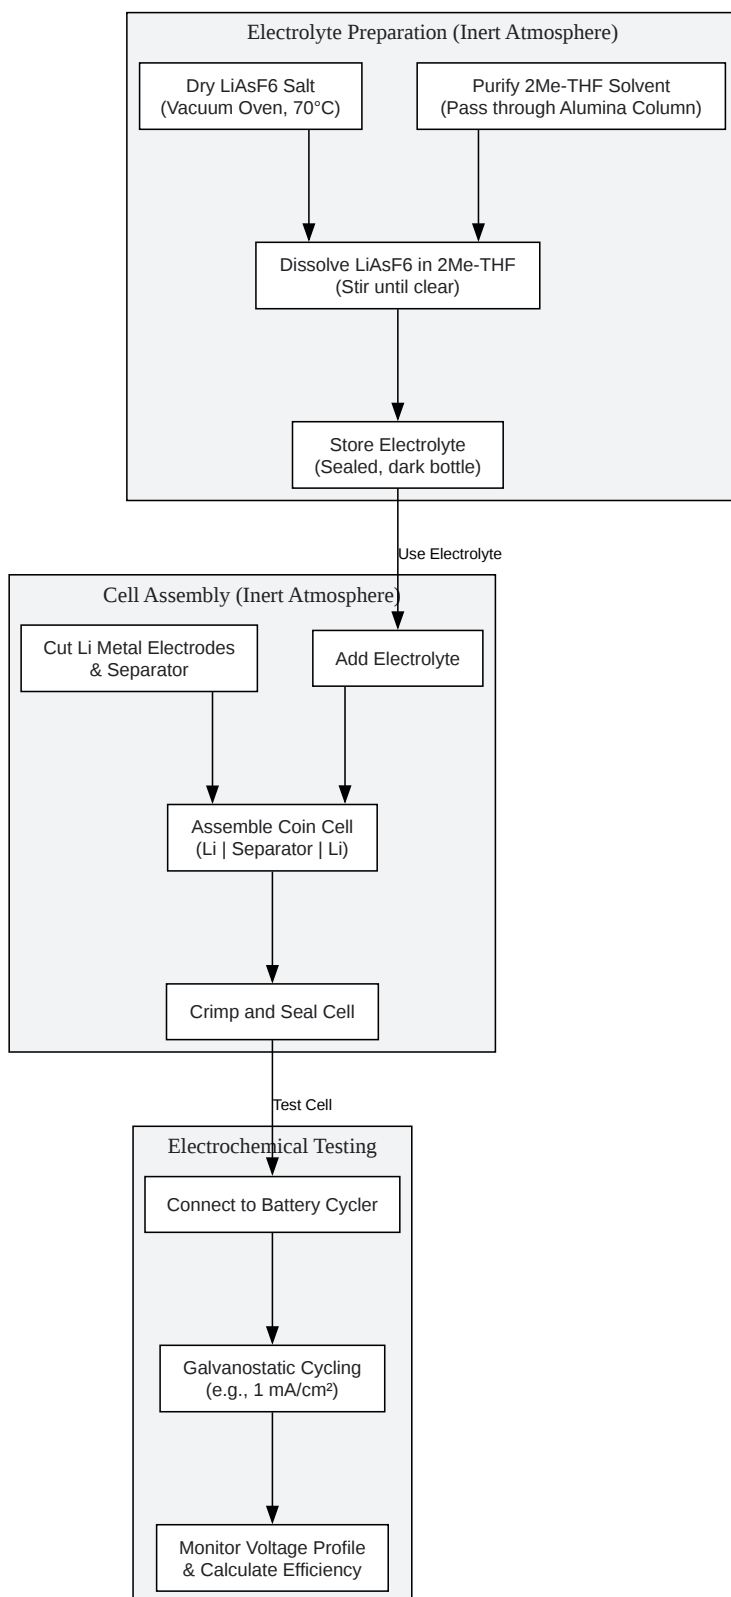 Electrolyte Preparation (Inert Atmosphere)
Dry LiAsF6 Salt
(Vacuum Oven, 70°C)
Purify 2Me-THF Solvent
(Pass through Alumina Column)
Dissolve LiAsF6 in 2Me-THF
(Stir until clear)
Store Electrolyte
(Sealed, dark bottle)
Use Electrolyte
Cell Assembly (Inert Atmosphere)
Cut Li Metal Electrodes
& Separator
Add Electrolyte
Assemble Coin Cell
(Li | Separator | Li)
Crimp and Seal Cell
Test Cell
Electrochemical Testing
Connect to Battery Cycler
Galvanostatic Cycling
(e.g., 1 mA/cm²)
Monitor Voltage Profile
& Calculate Efficiency